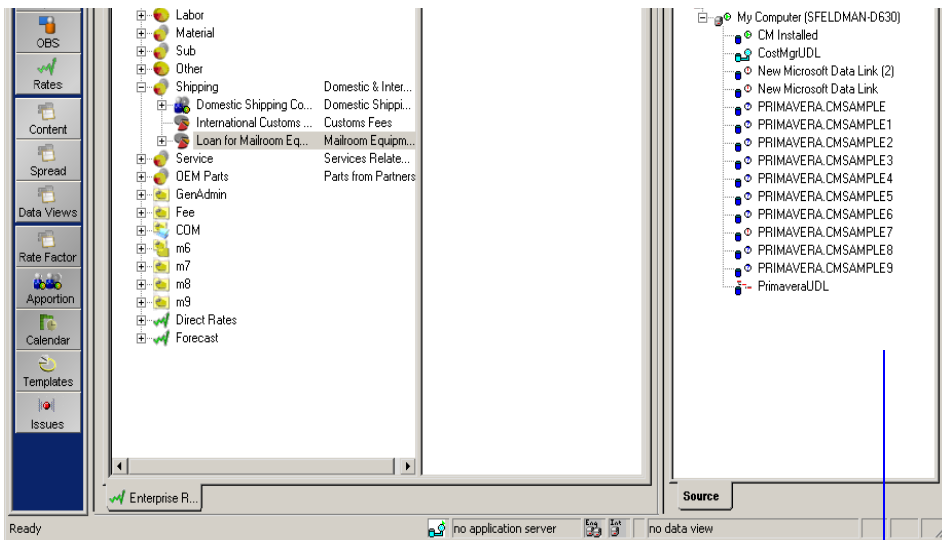 OBS
Rates
Content
Spread
Data Views
Rate Factor
Apportion
Calendar
Templates
Issues
Labor
Material
Sub
Other
Shipping Domestic & Inter...
Domestic Shipping Co... Domestic Shippi...
International Customs ... Customs Fees
Loan for Mailroom Eq... Mailroom Equipm...
Service Services Relate...
OEM Parts Parts from Partners
GenAdmin
Fee
COM
m6
m7
m8
m9
Direct Rates
Forecast
Enterprise R...
My Computer (SFELDMAN-D630)
CM Installed
CostMgrUDL
New Microsoft Data Link (2)
New Microsoft Data Link
PRIMAVERA.CMSAMPLE
PRIMAVERA.CMSAMPLE1
PRIMAVERA.CMSAMPLE2
PRIMAVERA.CMSAMPLE3
PRIMAVERA.CMSAMPLE4
PRIMAVERA.CMSAMPLE5
PRIMAVERA.CMSAMPLE6
PRIMAVERA.CMSAMPLE7
PRIMAVERA.CMSAMPLE8
PRIMAVERA.CMSAMPLE9
PrimaveraUDL
Source
Ready no application server Eng Int no data view